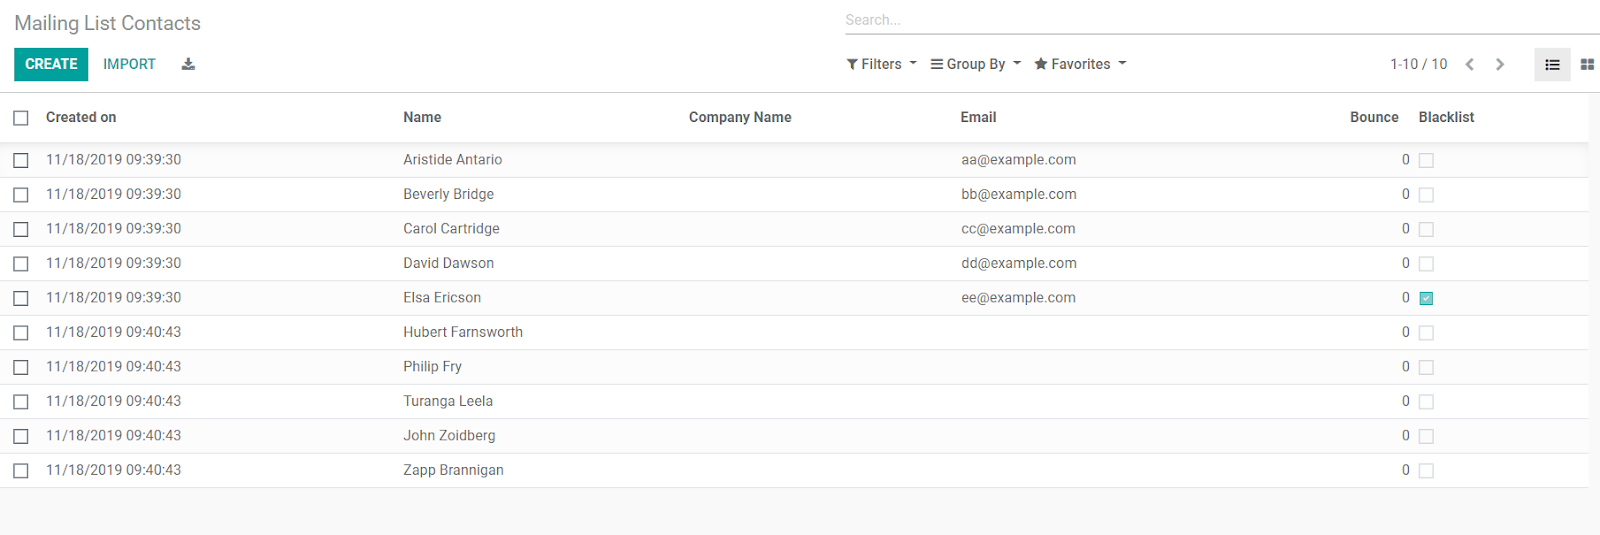 Mailing List Contacts
Search...
CREATE IMPORT
Filters Group By Favorites 1-10 / 10
Created on Name Company Name Email Bounce Blacklist
11/18/2019 09:39:30 Aristide Antario aa@example.com 0
11/18/2019 09:39:30 Beverly Bridge bb@example.com 0
11/18/2019 09:39:30 Carol Cartridge cc@example.com 0
11/18/2019 09:39:30 David Dawson dd@example.com 0
11/18/2019 09:39:30 Elsa Ericson ee@example.com 0
11/18/2019 09:40:43 Hubert Farnsworth 0
11/18/2019 09:40:43 Philip Fry 0
11/18/2019 09:40:43 Turanga Leela 0
11/18/2019 09:40:43 John Zoidberg 0
11/18/2019 09:40:43 Zapp Brannigan 0